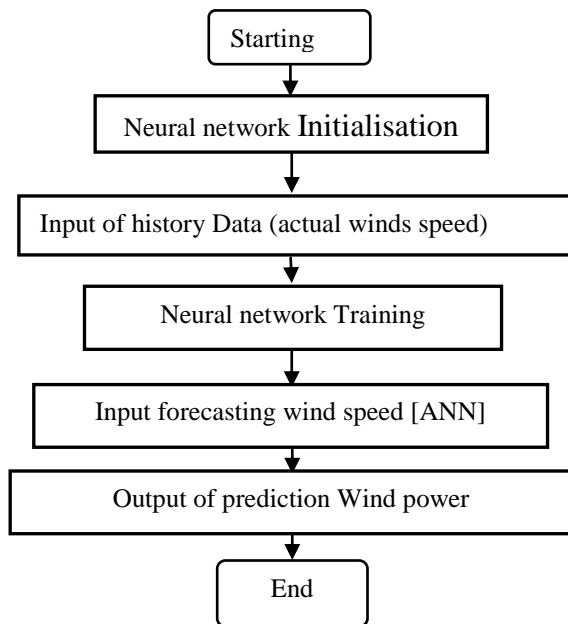 Starting
Neural network Initialisation
Input of history Data (actual winds speed)
Neural network Training
Input forecasting wind speed [ANN]
Output of prediction Wind power
End